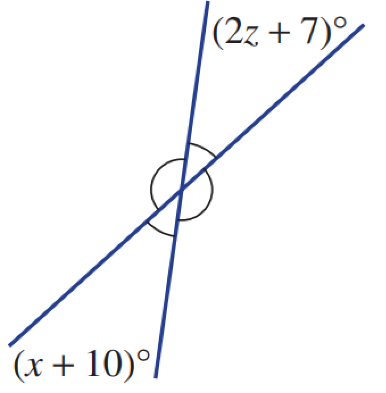 (2z + 7)°
(x + 10)°